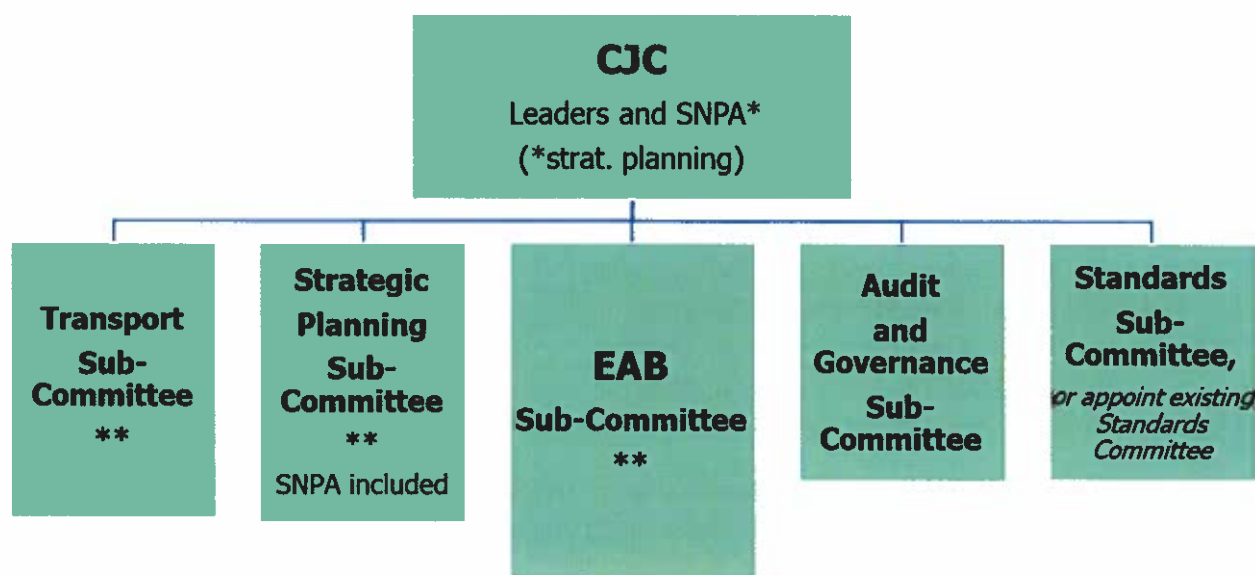 CJC
Leaders and SNPA*
(*strat. planning)
Transport
Sub-
Committee
**
Strategic
Planning
Sub-
Committee
**
SNPA included
EAB
Sub-Committee
**
Audit
and
Governance
Sub-
Committee
Standards
Sub-
Committee,
or appoint existing
Standards
Committee